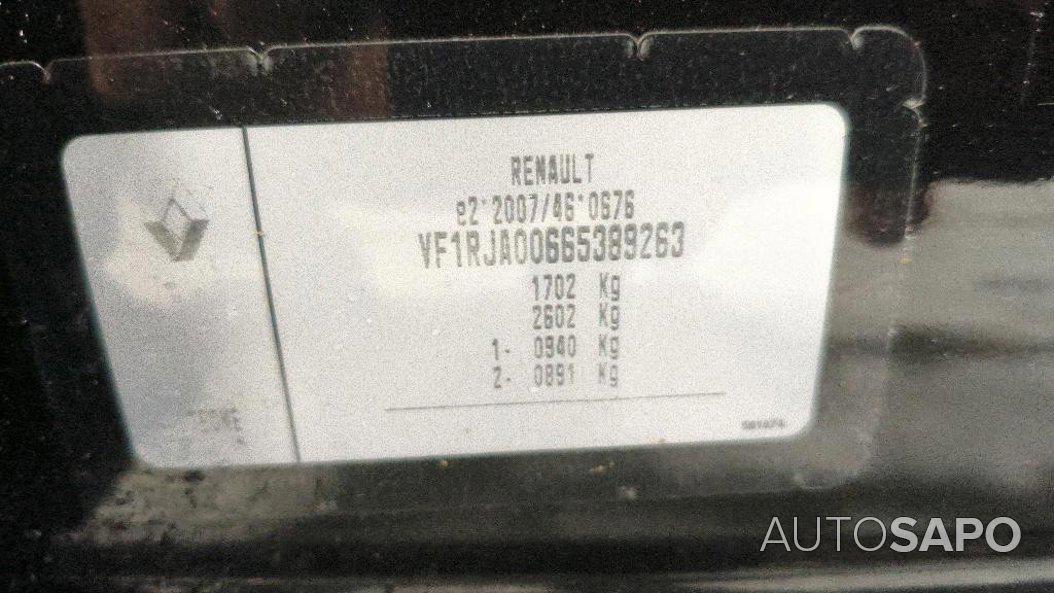 RENAULT
e2*2007/46*0676
VF1RJA00665389263
1702 Kg
2602 Kg
1- 0940 Kg
2- 0891 Kg
AUTOSAPO